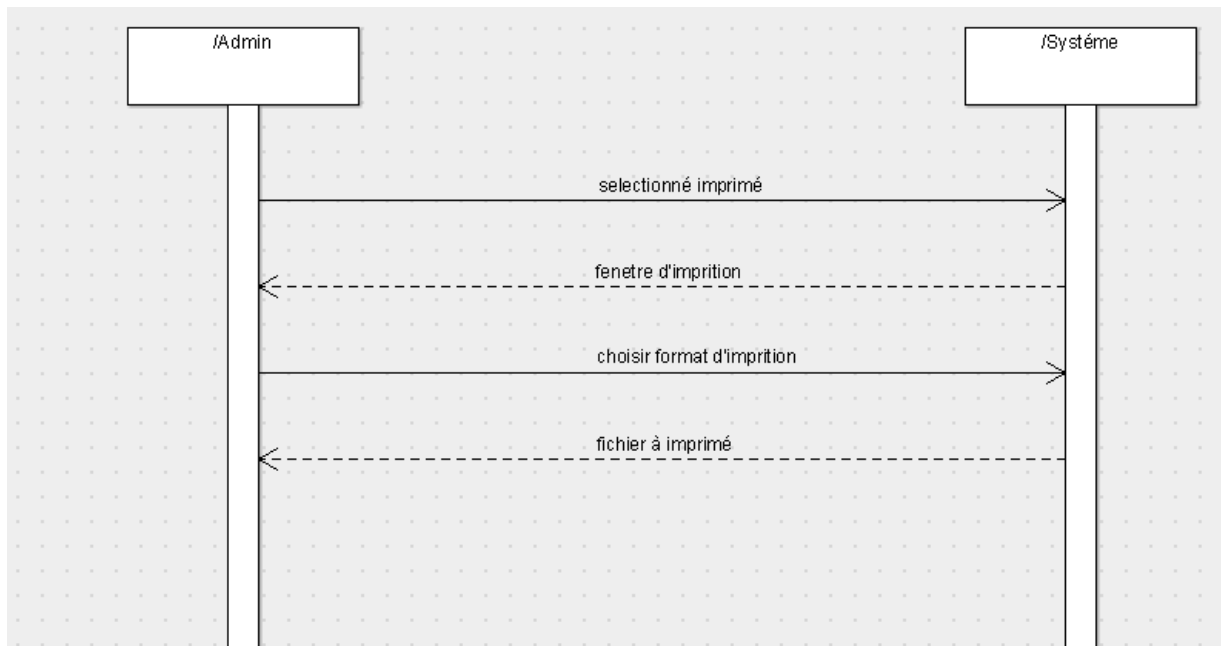 /Admin
/Systéme
selectionné imprimé
fenetre d'imprition
choisir format d'imprition
fichier à imprimé